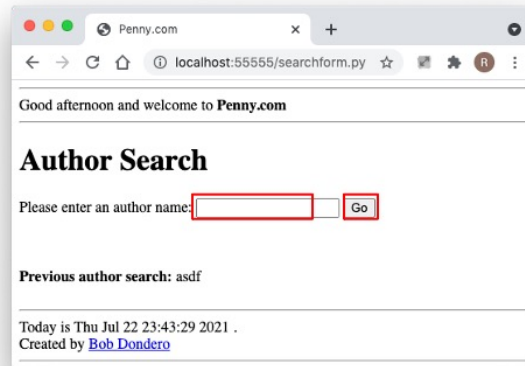 Penny.com
localhost:55555/searchform.py
R
Good afternoon and welcome to Penny.com
Author Search
Please enter an author name:
Go
Previous author search: asdf
Today is Thu Jul 22 23:43:29 2021 .
Created by Bob Dondero